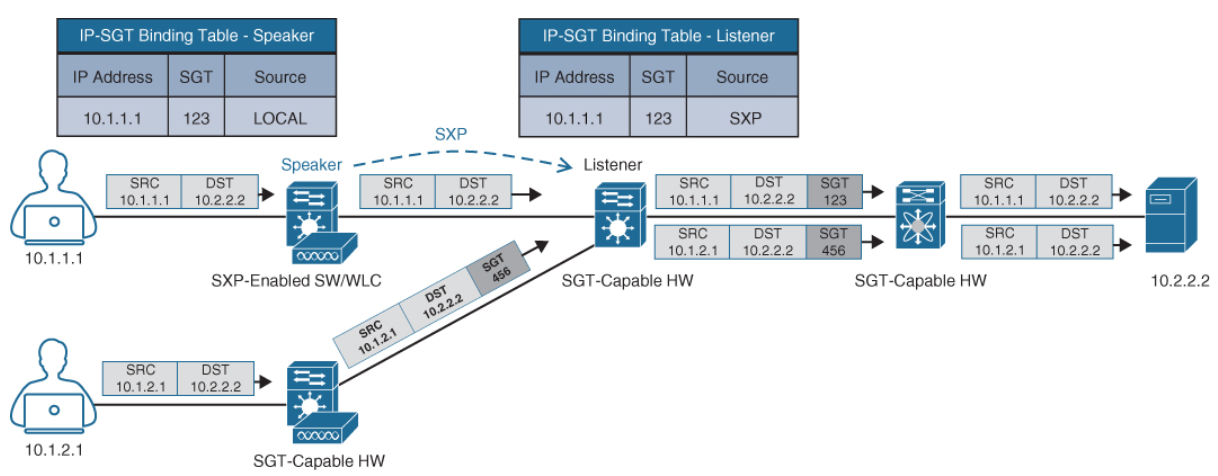 IP-SGT Binding Table - Speaker
IP Address SGT Source
10.1.1.1 123 LOCAL
IP-SGT Binding Table - Listener
IP Address SGT Source
10.1.1.1 123 SXP
SXP
Speaker
Listener
SRC
10.1.1.1
DST
10.2.2.2
SRC
10.1.1.1
DST
10.2.2.2
SRC
10.1.1.1
DST
10.2.2.2
SGT
123
SRC
10.1.1.1
DST
10.2.2.2
SRC
10.1.2.1
DST
10.2.2.2
SGT
456
SRC
10.1.2.1
DST
10.2.2.2
10.1.1.1
SXP-Enabled SW/WLC
SGT-Capable HW
SGT-Capable HW
10.2.2.2
SRC
10.1.2.1
DST
10.2.2.2
SGT
456
SRC
10.1.2.1
DST
10.2.2.2
10.1.2.1
SGT-Capable HW